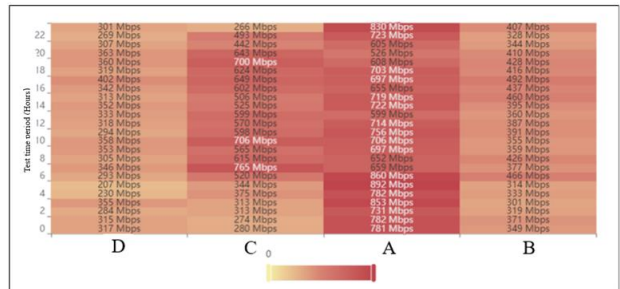 Test time period (Hours)
301 Mbps 266 Mbps 830 Mbps 407 Mbps
22 269 Mbps 493 Mbps 723 Mbps 328 Mbps
307 Mbps 442 Mbps 605 Mbps 344 Mbps
20 363 Mbps 643 Mbps 526 Mbps 410 Mbps
360 Mbps 700 Mbps 608 Mbps 428 Mbps
18 319 Mbps 624 Mbps 703 Mbps 416 Mbps
402 Mbps 649 Mbps 697 Mbps 492 Mbps
16 342 Mbps 602 Mbps 655 Mbps 437 Mbps
313 Mbps 506 Mbps 719 Mbps 460 Mbps
14 352 Mbps 525 Mbps 722 Mbps 395 Mbps
333 Mbps 599 Mbps 599 Mbps 360 Mbps
12 318 Mbps 570 Mbps 714 Mbps 387 Mbps
294 Mbps 598 Mbps 756 Mbps 391 Mbps
10 358 Mbps 706 Mbps 706 Mbps 355 Mbps
353 Mbps 565 Mbps 697 Mbps 359 Mbps
8 305 Mbps 615 Mbps 652 Mbps 426 Mbps
346 Mbps 765 Mbps 659 Mbps 377 Mbps
6 293 Mbps 520 Mbps 860 Mbps 466 Mbps
207 Mbps 344 Mbps 892 Mbps 314 Mbps
4 230 Mbps 375 Mbps 782 Mbps 333 Mbps
355 Mbps 313 Mbps 853 Mbps 301 Mbps
2 284 Mbps 313 Mbps 731 Mbps 319 Mbps
315 Mbps 274 Mbps 782 Mbps 371 Mbps
0 317 Mbps 280 Mbps 781 Mbps 349 Mbps
D C A B
0